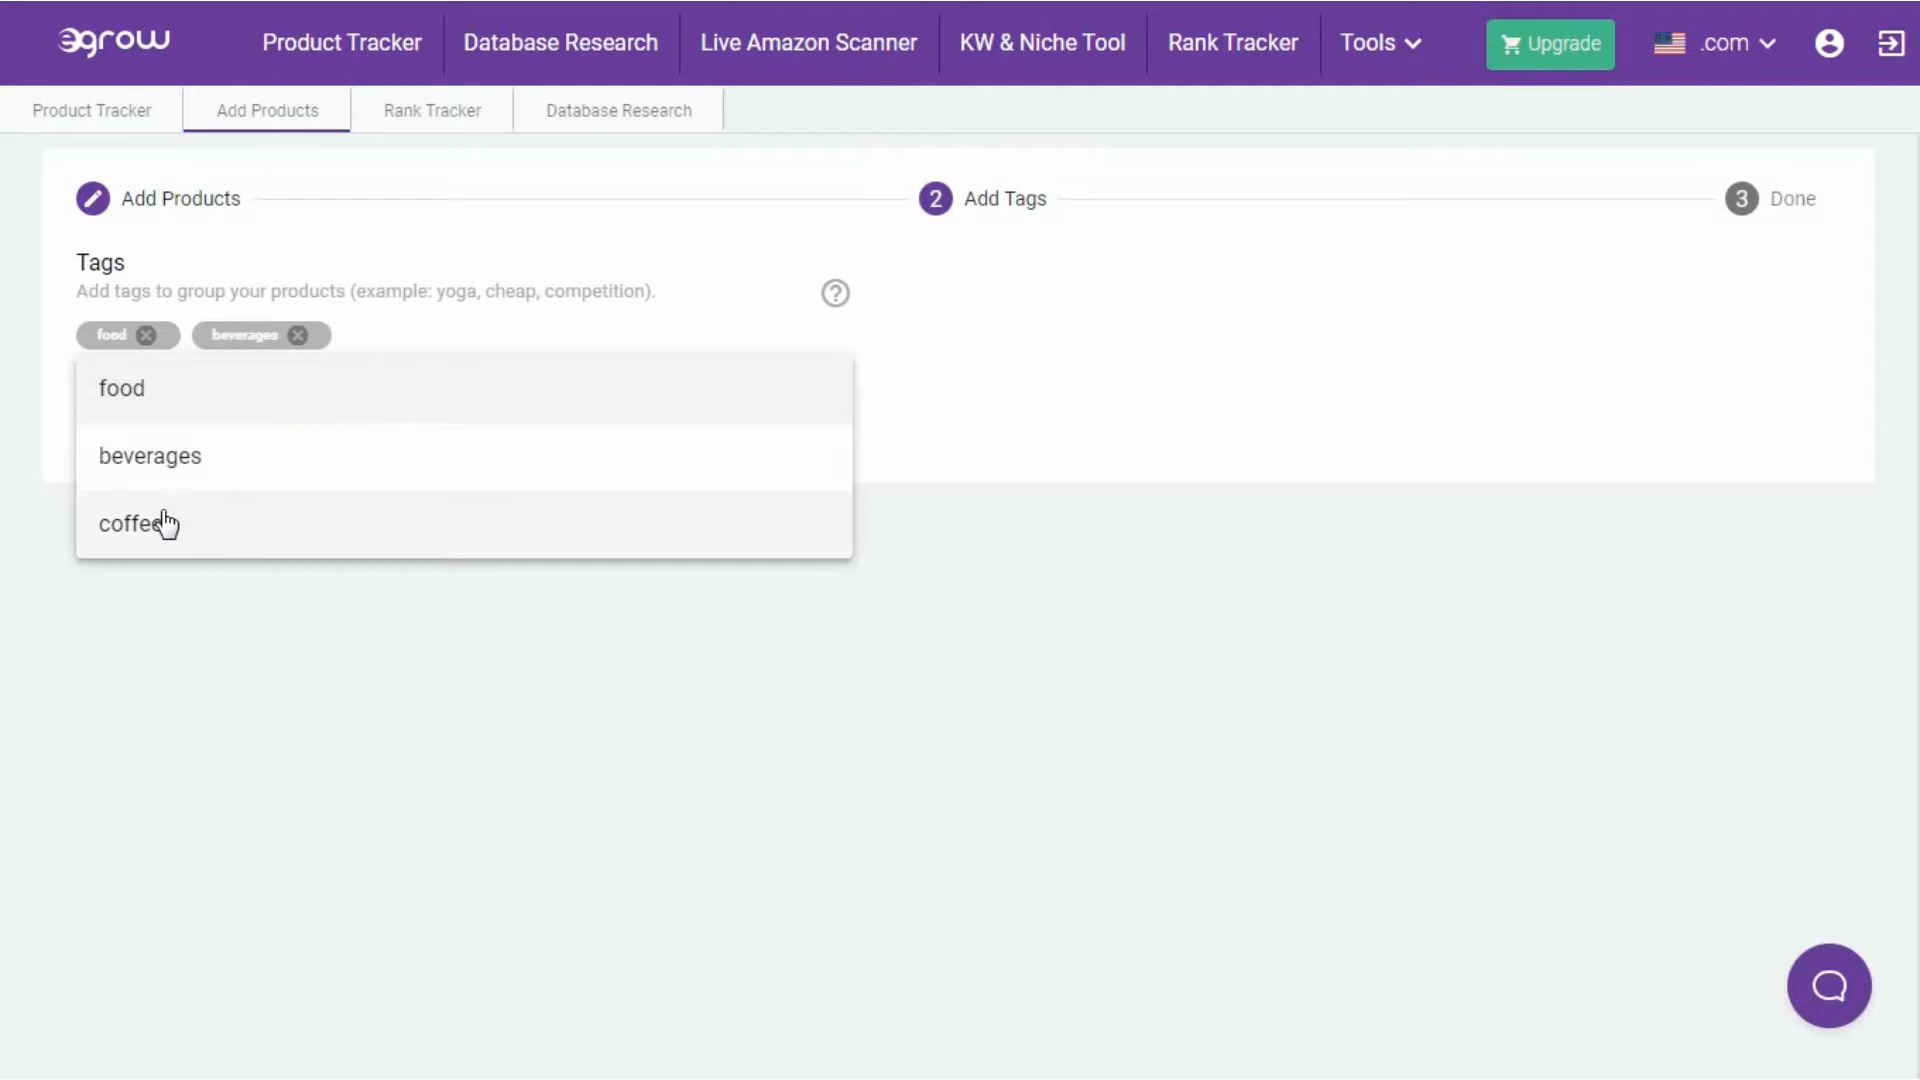 egrow
Product Tracker
Database Research
Live Amazon Scanner
KW & Niche Tool
Rank Tracker
Tools
Upgrade
.com
Product Tracker
Add Products
Rank Tracker
Database Research
Add Products
2 Add Tags
3 Done
Tags
Add tags to group your products (example: yoga, cheap, competition).
?
food
beverages
food
beverages
coffee